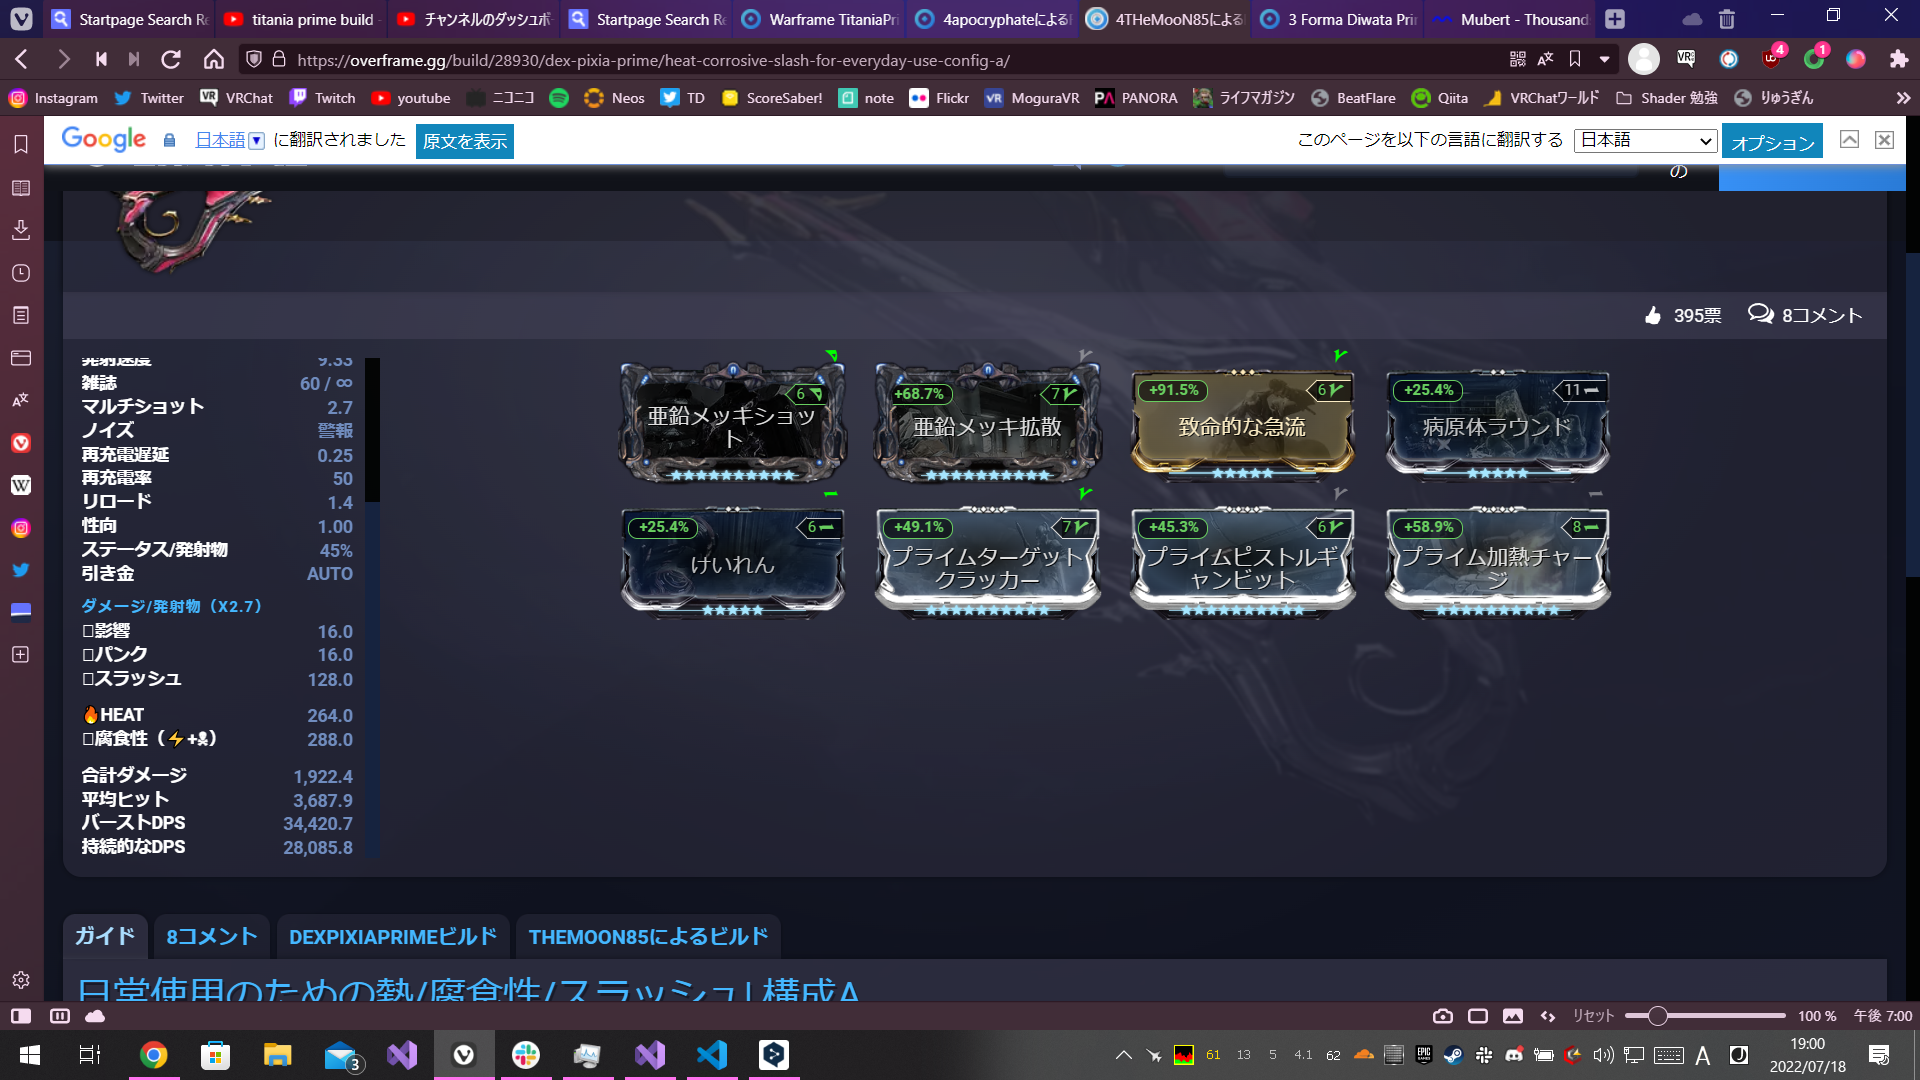 Startpage Search Re
titania prime build -
チャンネルのダッシュボー
Startpage Search Re
Warframe TitaniaPri
4apocryphateによる
4THeMooN85による
3 Forma Diwata Prin
Mubert - Thousands
https://overframe.gg/build/28930/dex-pixia-prime/heat-corrosive-slash-for-everyday-use-config-a/
4
1
Instagram
Twitter
VRChat
Twitch
youtube
ニコニコ
Neos
TD
ScoreSaber!
note
Flickr
MoguraVR
PANORA
ライフマガジン
BeatFlare
Qiita
VRChatワールド
Shader 勉強
りゅうぎん
Google
日本語 に翻訳されました
原文を表示
このページを以下の言語に翻訳する
日本語
オプション
の
395票
8コメント
発射速度 9.33
雑誌 60 / ∞
マルチショット 2.7
ノイズ 警報
再充電遅延 0.25
再充電率 50
リロード 1.4
性向 1.00
ステータス/発射物 45%
引き金 AUTO
ダメージ/発射物（X2.7）
影響 16.0
パンク 16.0
スラッシュ 128.0
HEAT 264.0
腐食性（⚡+☠） 288.0
合計ダメージ 1,922.4
平均ヒット 3,687.9
バーストDPS 34,420.7
持続的なDPS 28,085.8
6
亜鉛メッキショッ
ト
+68.7% 7
亜鉛メッキ拡散
+91.5% 6
致命的な急流
+25.4% 11
病原体ラウンド
+25.4% 6
けいれん
+49.1% 7
プライムターゲット
クラッカー
+45.3% 6
プライムピストルギ
ャンビット
+58.9% 8
プライム加熱チャー
ジ
ガイド
8コメント
DEXPIXIAPRIMEビルド
THEMOON85によるビルド
日常使用のための熱/腐食性/スラッシュ| 構成A
リセット
100 %
午後 7:00
3
61 13 5 4.1 62
A
19:00
2022/07/18